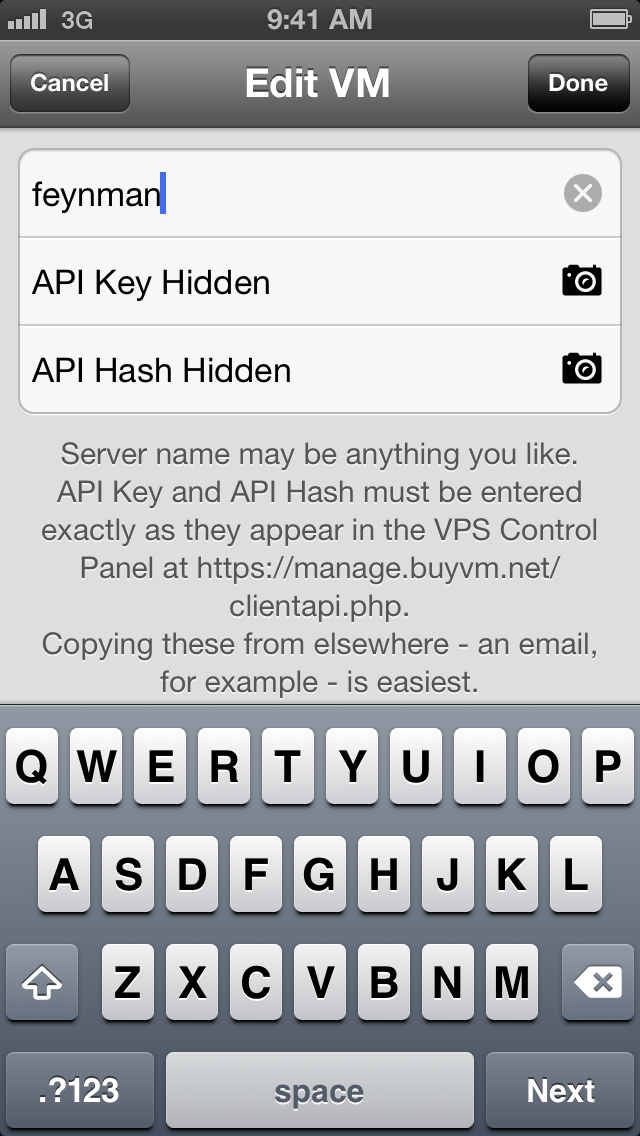 3G 9:41 AM
Cancel Edit VM Done
feynman
API Key Hidden
API Hash Hidden
Server name may be anything you like.
API Key and API Hash must be entered
exactly as they appear in the VPS Control
Panel at https://manage.buyvm.net/
clientapi.php.
Copying these from elsewhere - an email,
for example - is easiest.
Q W E R T Y U I O P
A S D F G H J K L
Z X C V B N M
.?123 space Next